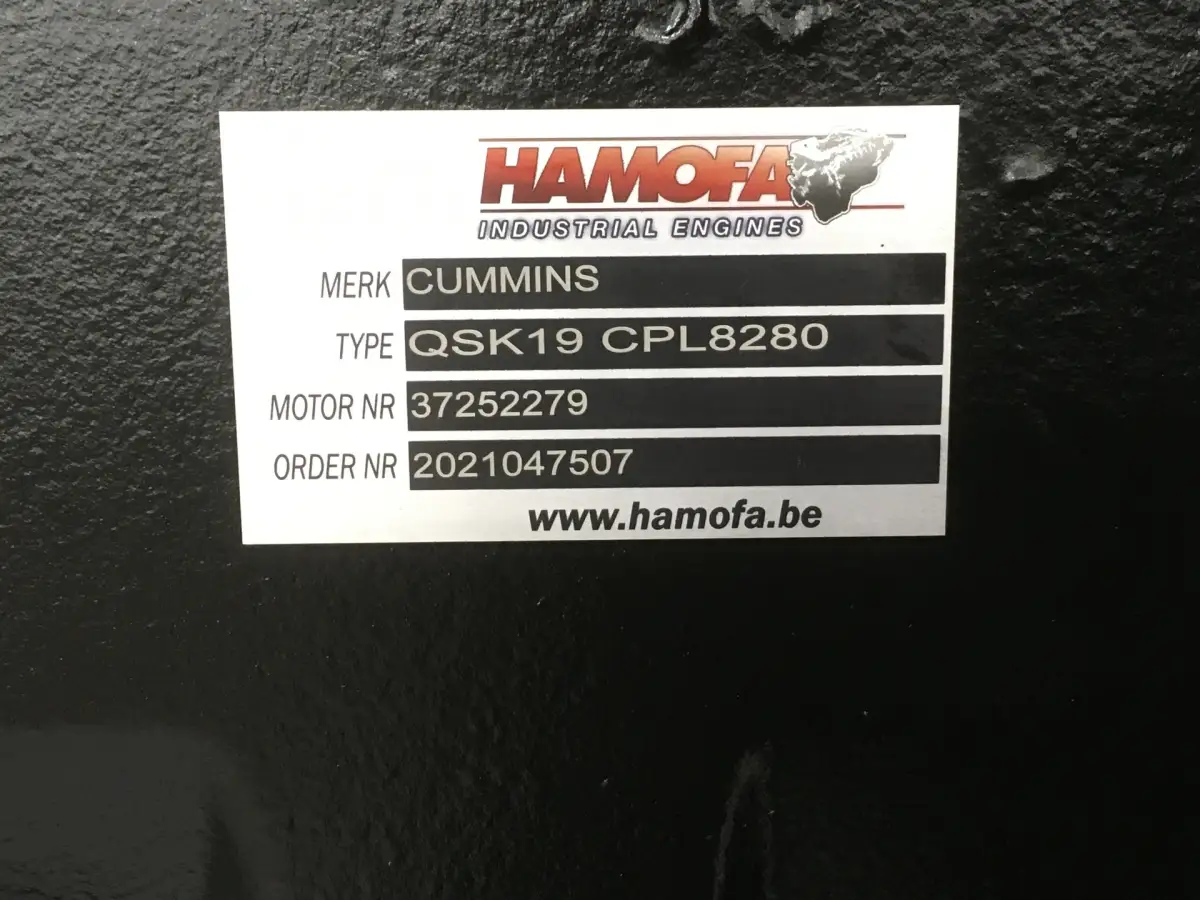 HAMOFA
INDUSTRIAL ENGINES
MERK CUMMINS
TYPE QSK19 CPL8280
MOTOR NR 37252279
ORDER NR 2021047507
www.hamofa.be